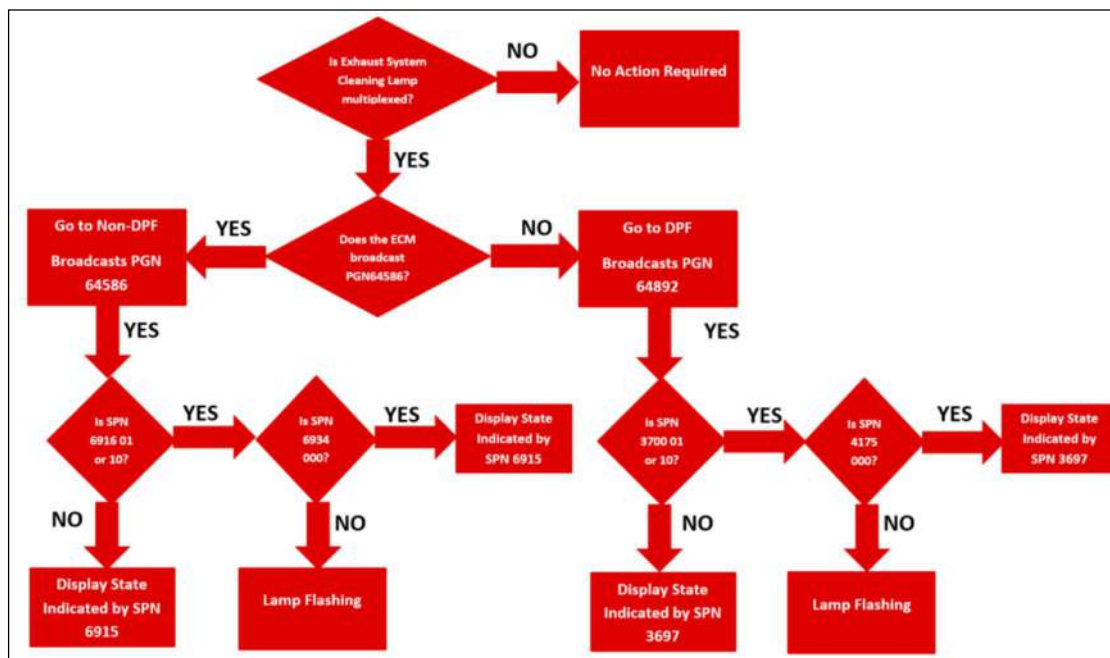 Is Exhaust System
Cleaning Lamp
multiplexed?
NO
No Action Required
YES
Go to Non-DPF
Broadcasts PGN
64586
YES
Does the ECM
broadcast
PGN64586?
NO
Go to DPF
Broadcasts PGN
64892
YES
YES
Is SPN
6916 01
or 10?
YES
Is SPN
6934
000?
YES
Display State
Indicated by
SPN 6915
Is SPN
3700 01
or 10?
YES
Is SPN
4175
000?
YES
Display State
Indicated by
SPN 3697
NO
NO
NO
NO
Display State
Indicated by SPN
6915
Lamp Flashing
Display State
Indicated by SPN
3697
Lamp Flashing